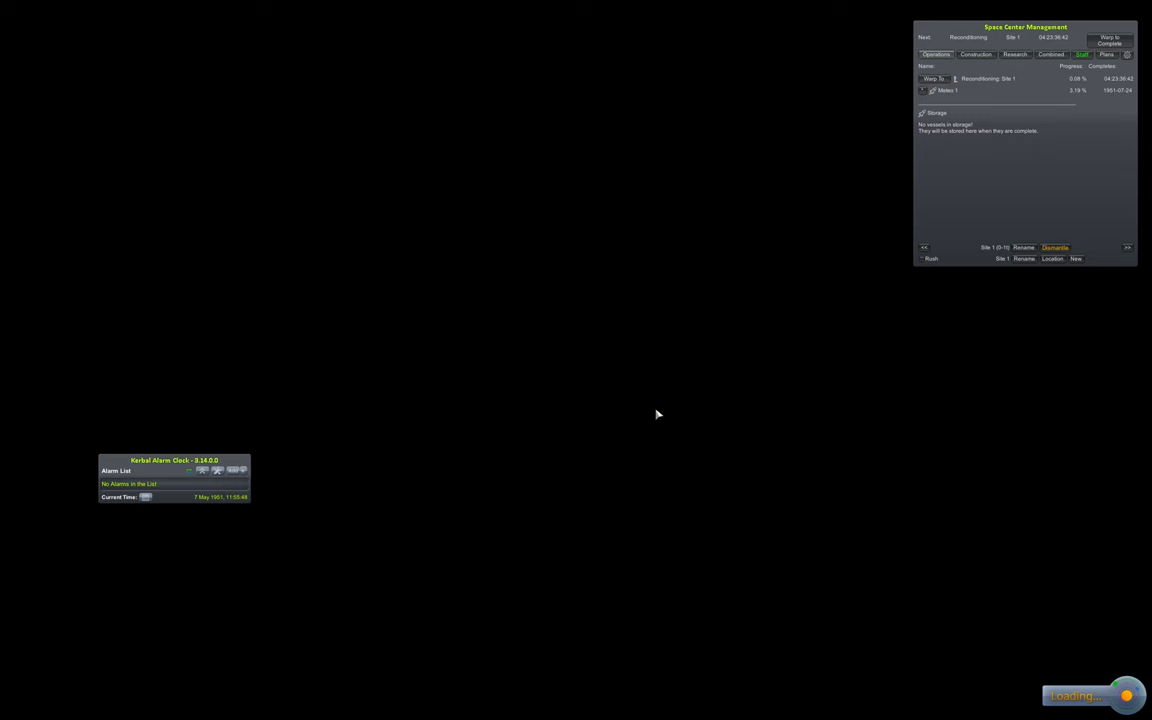 Space Center Management
Next: Reconditioning Site 1 04:23:36:42 Warp to Complete
Operations Construction Research Combined Staff Plans
Name: Progress: Completes:
Warp To... Reconditioning: Site 1 0.08 % 04:23:36:42
Meteo 1 3.19 % 1951-07-24
Storage
No vessels in storage!
They will be stored here when they are complete.
<< Site 1 (0-1t) Rename Dismantle >>
Rush Site 1 Rename Location New
Kerbal Alarm Clock - 3.14.0.0
Alarm List
No Alarms in the List
Current Time: 7 May 1951, 11:55:48
Loading...